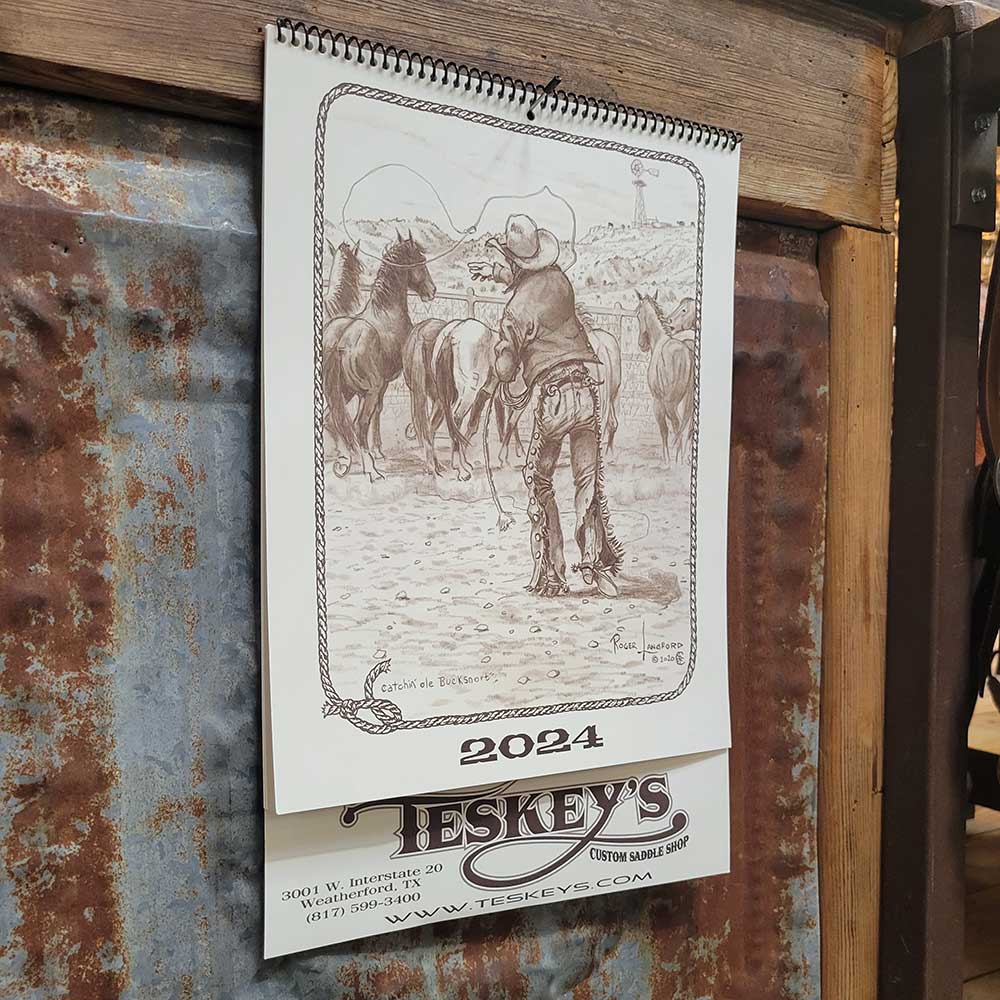 Roger Langford
© 2020
Catchin' ole Bucksnort
2024
TESKEY'S
CUSTOM SADDLE SHOP
3001 W. Interstate 20
Weatherford, TX
(817) 599-3400
WWW.TESKEYS.COM